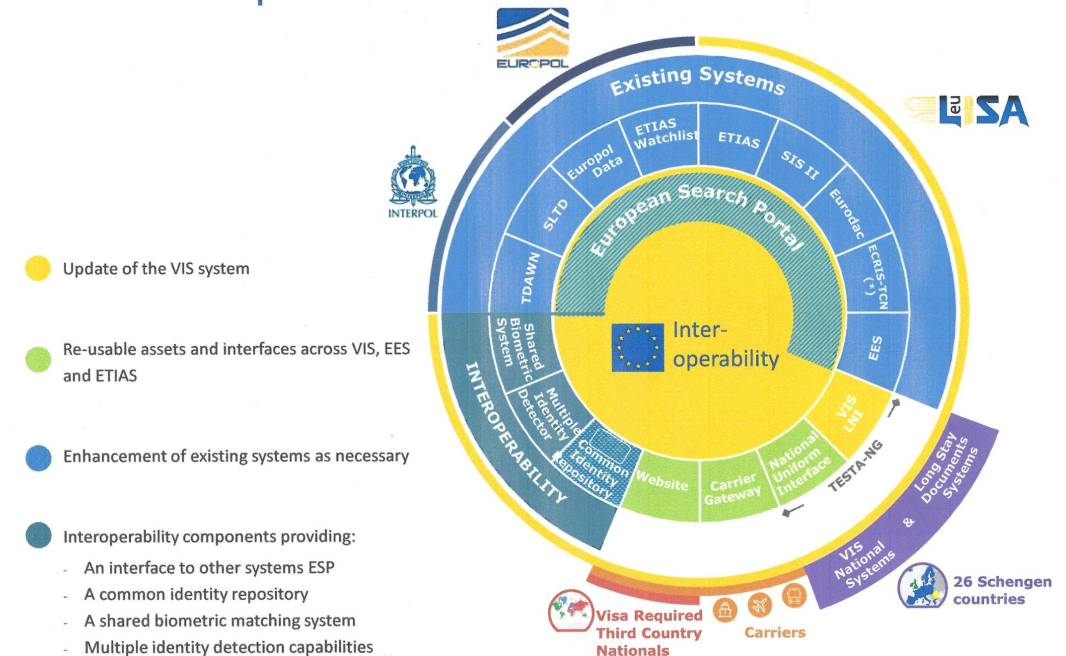 EUROPOL
eu LISA
INTERPOL
Existing Systems
TDAWN
SLTD
Europol
Data
ETIAS
Watchlist
ETIAS
SIS II
Eurodac
ECRIS-TCN
(*)
EES
European Search Portal
Inter-
operability
VIS
LNI
National
Uniform
Interface
Carrier
Gateway
Website
Common
Identity
Repository
Multiple
Identity
Detector
Shared
Biometric
System
INTEROPERABILITY
TESTA-NG
Long Stay
Documents
Systems
&
VIS
National
Systems
26 Schengen
countries
Carriers
Visa Required
Third Country
Nationals
Update of the VIS system
Re-usable assets and interfaces across VIS, EES
and ETIAS
Enhancement of existing systems as necessary
Interoperability components providing:
- An interface to other systems ESP
- A common identity repository
- A shared biometric matching system
- Multiple identity detection capabilities